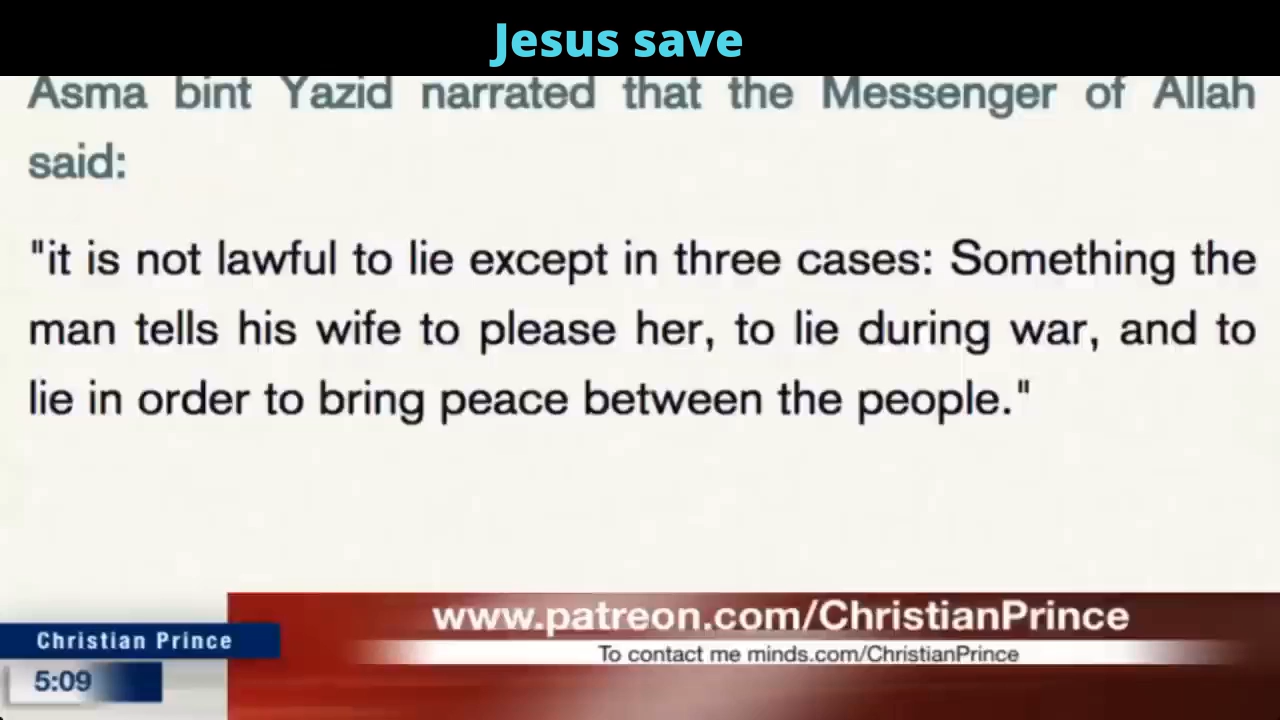 Jesus save
Asma bint Yazid narrated that the Messenger of Allah
said:
"it is not lawful to lie except in three cases: Something the
man tells his wife to please her, to lie during war, and to
lie in order to bring peace between the people."
www.patreon.com/ChristianPrince
Christian Prince
To contact me minds.com/ChristianPrince
5:09